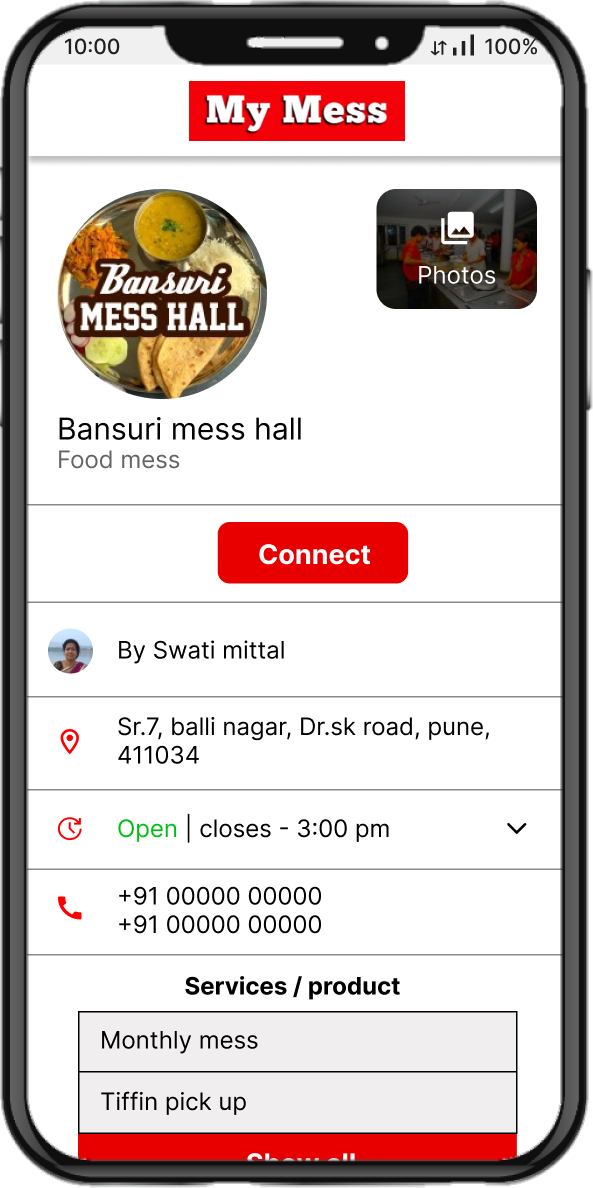 10:00
100%
My Mess
Bansuri
MESS HALL
Photos
Bansuri mess hall
Food mess
Connect
By Swati mittal
Sr.7, balli nagar, Dr.sk road, pune,
411034
Open | closes - 3:00 pm
+91 00000 00000
+91 00000 00000
Services / product
Monthly mess
Tiffin pick up
Show all